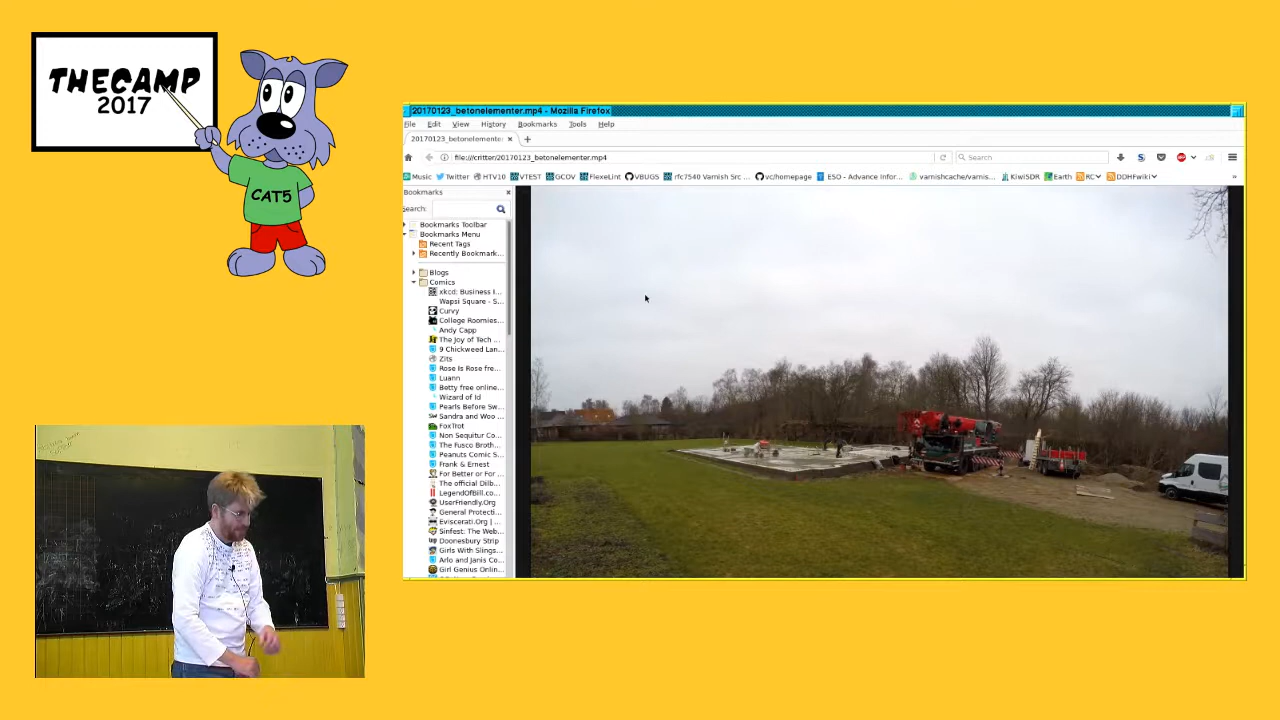 THECAMP
2017
CAT5
20170123_betonelementer.mp4 - Mozilla Firefox
File Edit View History Bookmarks Tools Help
20170123_betonelemente
file:///critter/20170123_betonelementer.mp4
Search
Music Twitter HTV10 VTEST GCOV FlexeLint VBUGS rfc7540 Varnish Src ... vc/homepage ESO - Advance Infor... varnishcache/varnis... KiwiSDR Earth RC DDHFwiki
Bookmarks
Search:
Bookmarks Toolbar
Bookmarks Menu
Recent Tags
Recently Bookmark...
Blogs
Comics
xkcd: Business I...
Wapsi Square - S...
Curvy
College Roomies...
Andy Capp
The Joy of Tech ...
9 Chickweed Lan...
Zits
Rose Is Rose fre...
Luann
Betty free online...
Wizard of Id
Pearls Before Sw...
Sandra and Woo ...
FoxTrot
Non Sequitur Co...
The Fusco Broth...
Peanuts Comic S...
Frank & Ernest
For Better or For ...
The official Dilb...
LegendOfBill.co...
UserFriendly.Org
General Protecti...
Eviscerati.Org | ...
Sinfest: The Web...
Doonesbury Strip
Girls With Slings...
Arlo and Janis Co...
Girl Genius Onlin...